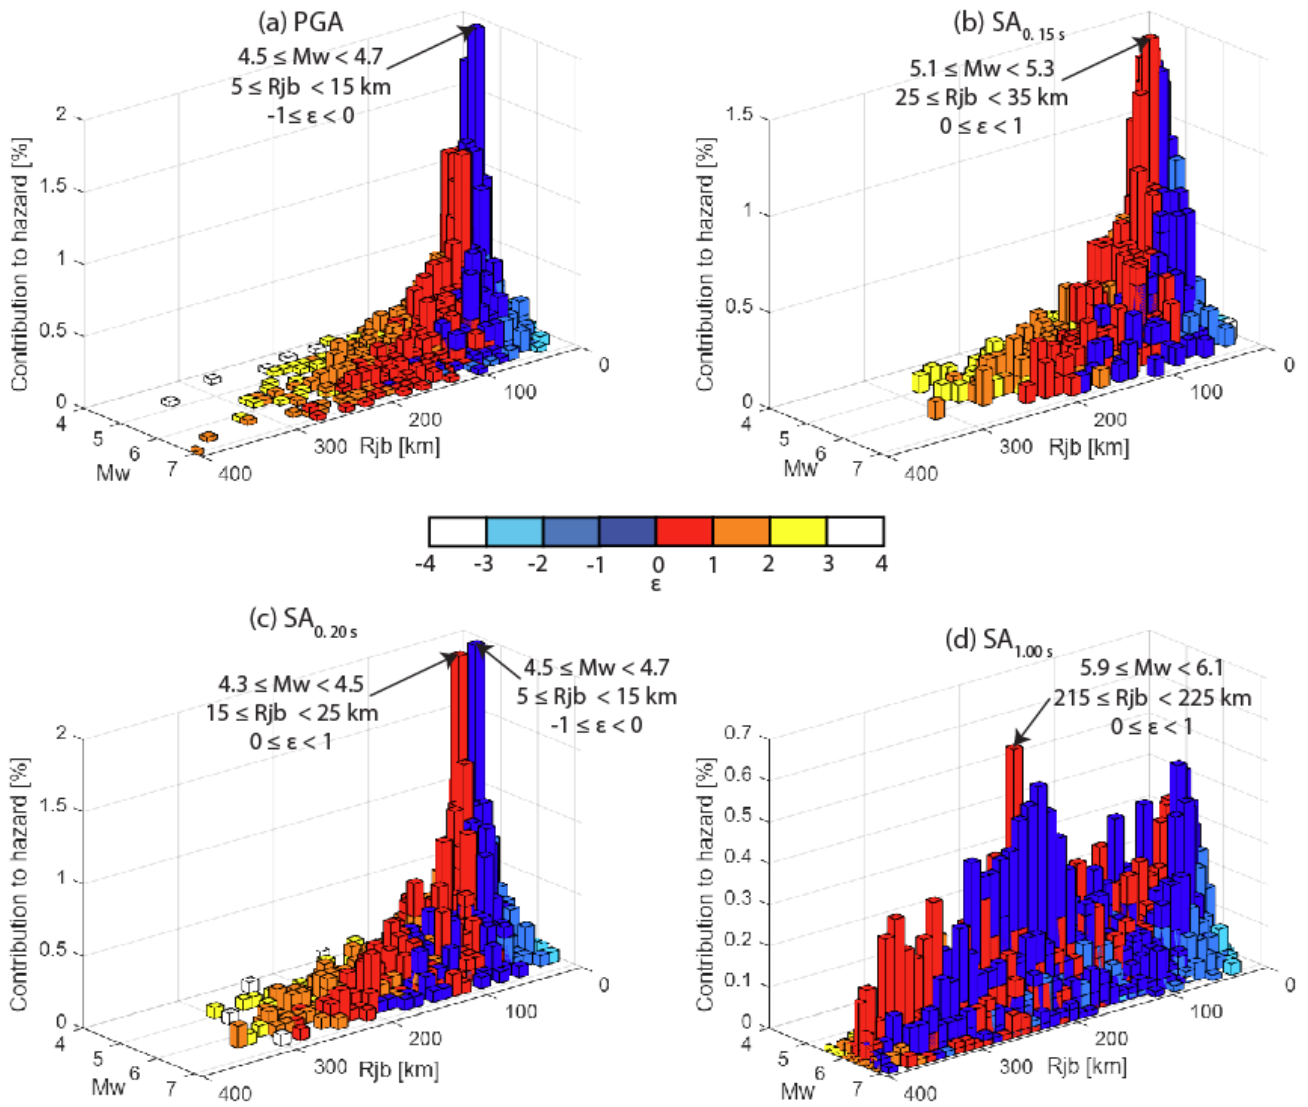 (a) PGA
4.5 ≤ Mw < 4.7
5 ≤ Rjb < 15 km
-1≤ ε < 0
Contribution to hazard [%]
2
1.5
1
0.5
0
4
5
6
7
Mw
400
300
200
100
0
Rjb [km]
(b) SA0.15 s
5.1 ≤ Mw < 5.3
25 ≤ Rjb < 35 km
0 ≤ ε < 1
Contribution to hazard [%]
1.5
1
0.5
0
4
5
6
7
Mw
400
300
200
100
0
Rjb [km]
-4 -3 -2 -1 0 1 2 3 4
ε
(c) SA0.20 s
4.3 ≤ Mw < 4.5
15 ≤ Rjb < 25 km
0 ≤ ε < 1
4.5 ≤ Mw < 4.7
5 ≤ Rjb < 15 km
-1 ≤ ε < 0
Contribution to hazard [%]
2
1.5
1
0.5
0
4
5
6
7
Mw
400
300
200
100
0
Rjb [km]
(d) SA1.00 s
5.9 ≤ Mw < 6.1
215 ≤ Rjb < 225 km
0 ≤ ε < 1
Contribution to hazard [%]
0.7
0.6
0.5
0.4
0.3
0.2
0.1
0
4
5
6
7
Mw
400
300
200
100
0
Rjb [km]